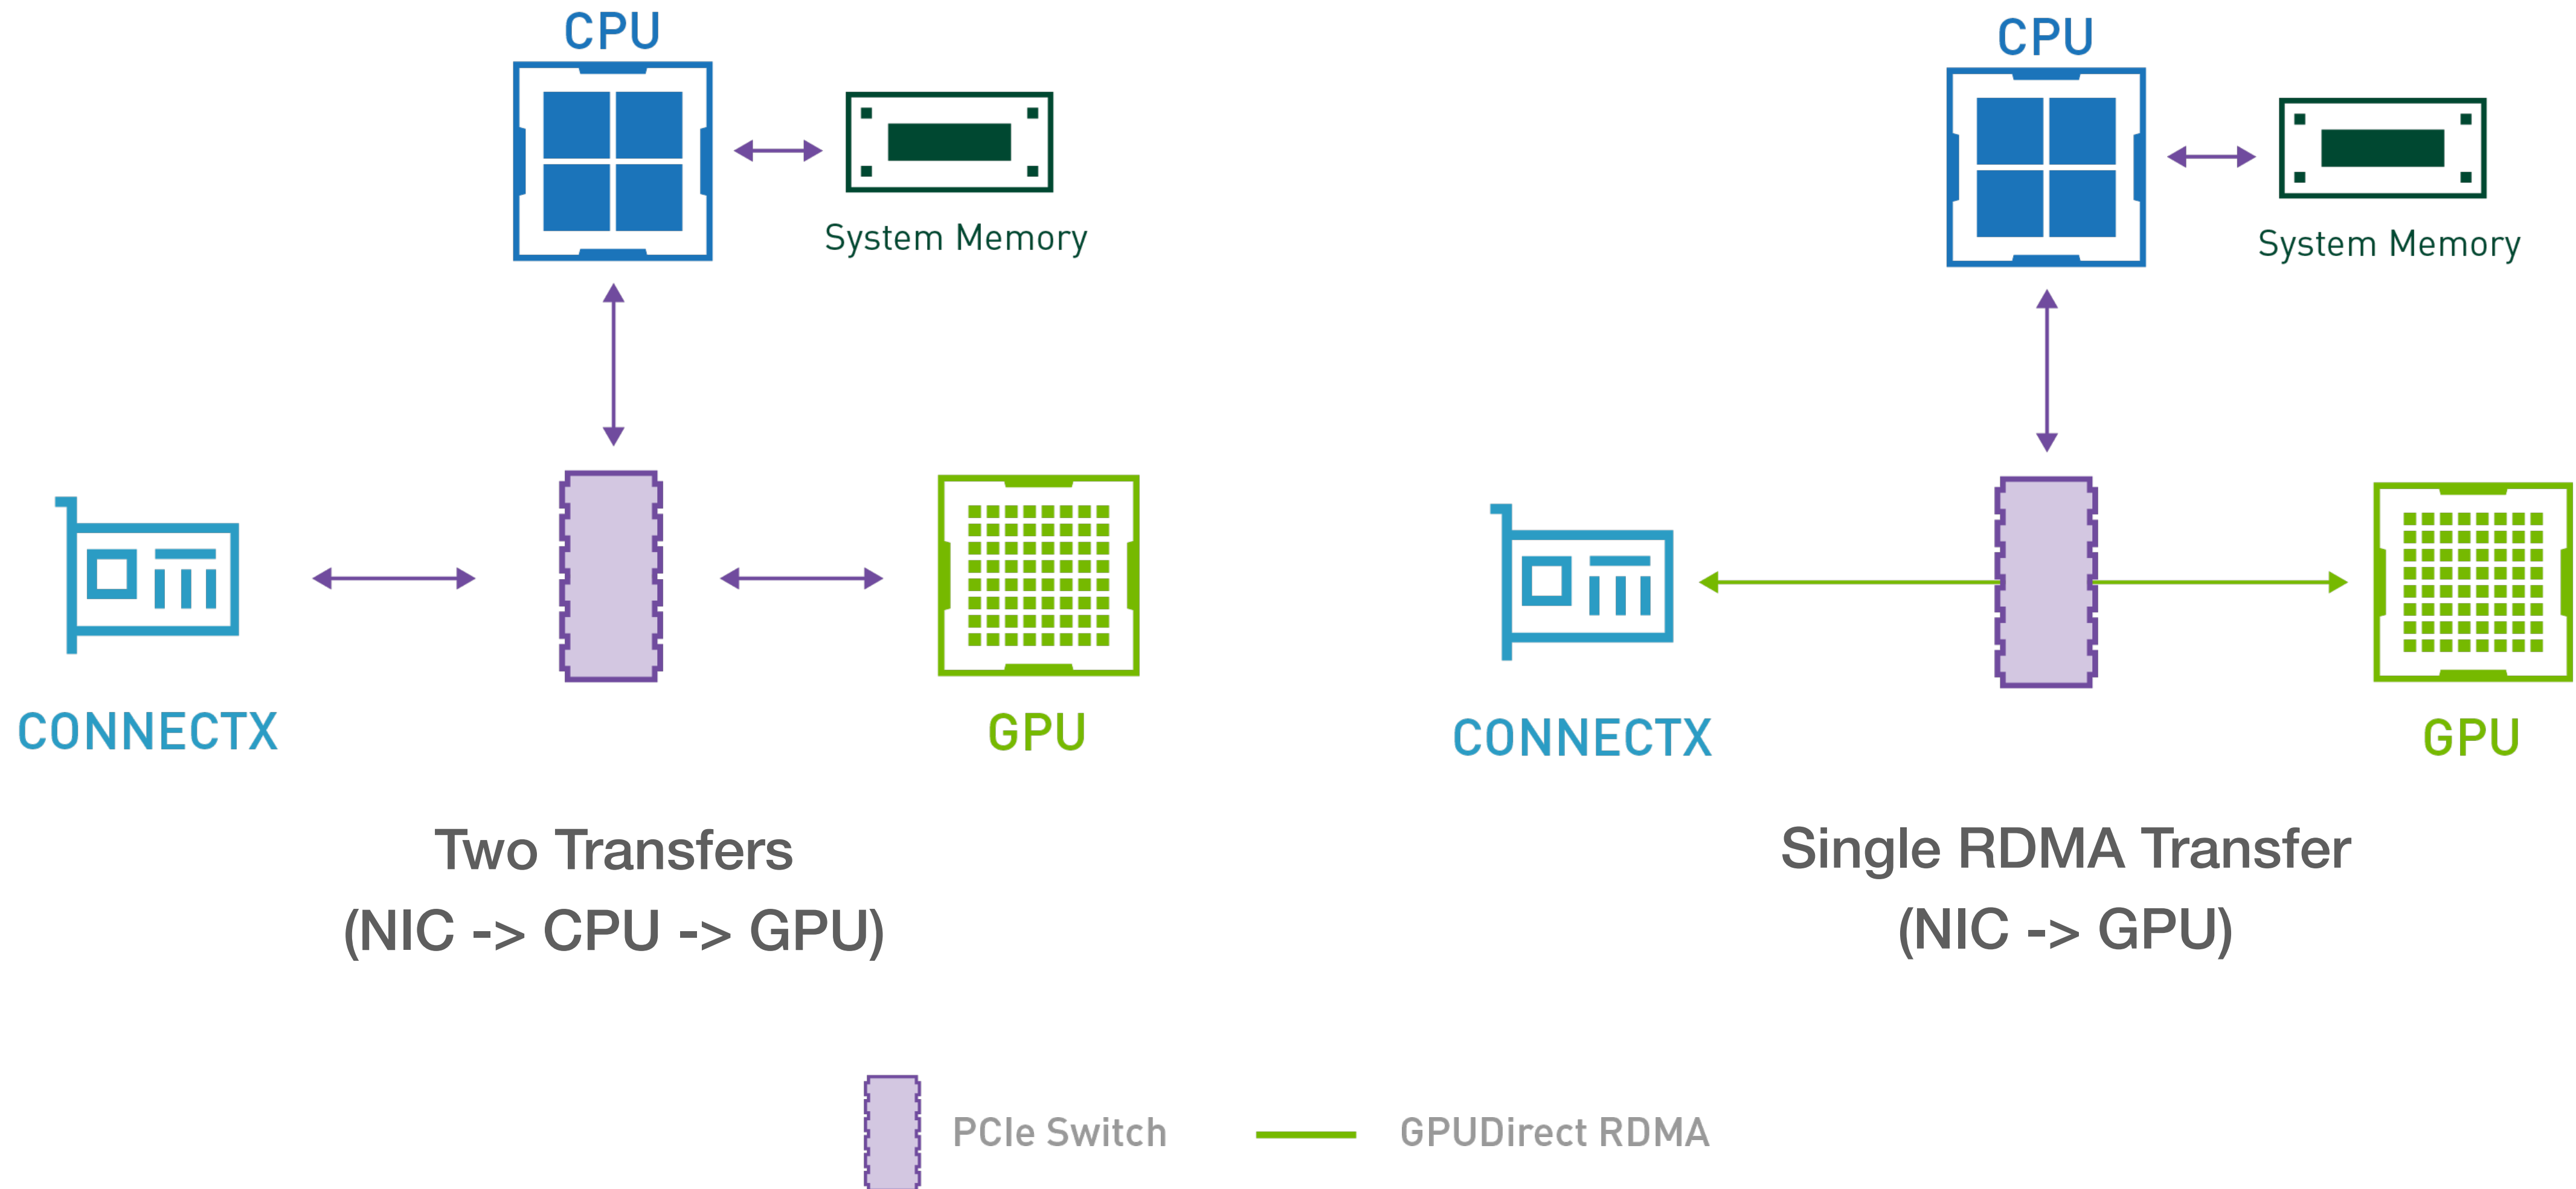 CPU
System Memory
CONNECTX
GPU
Two Transfers
(NIC -> CPU -> GPU)
CPU
System Memory
CONNECTX
GPU
Single RDMA Transfer
(NIC -> GPU)
PCIe Switch
GPUDirect RDMA